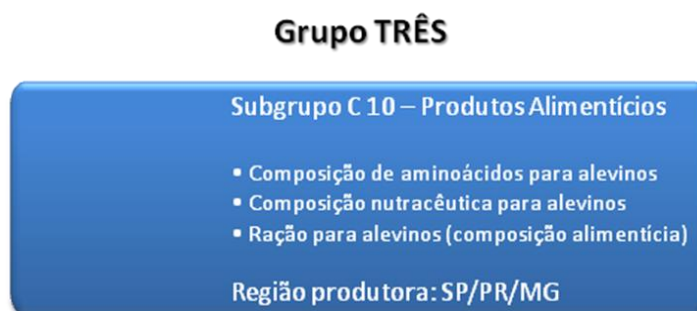 Grupo TRÊS
Subgrupo C 10 – Produtos Alimentícios
▪ Composição de aminoácidos para alevinos
▪ Composição nutracêutica para alevinos
▪ Ração para alevinos (composição alimentícia)
Região produtora: SP/PR/MG